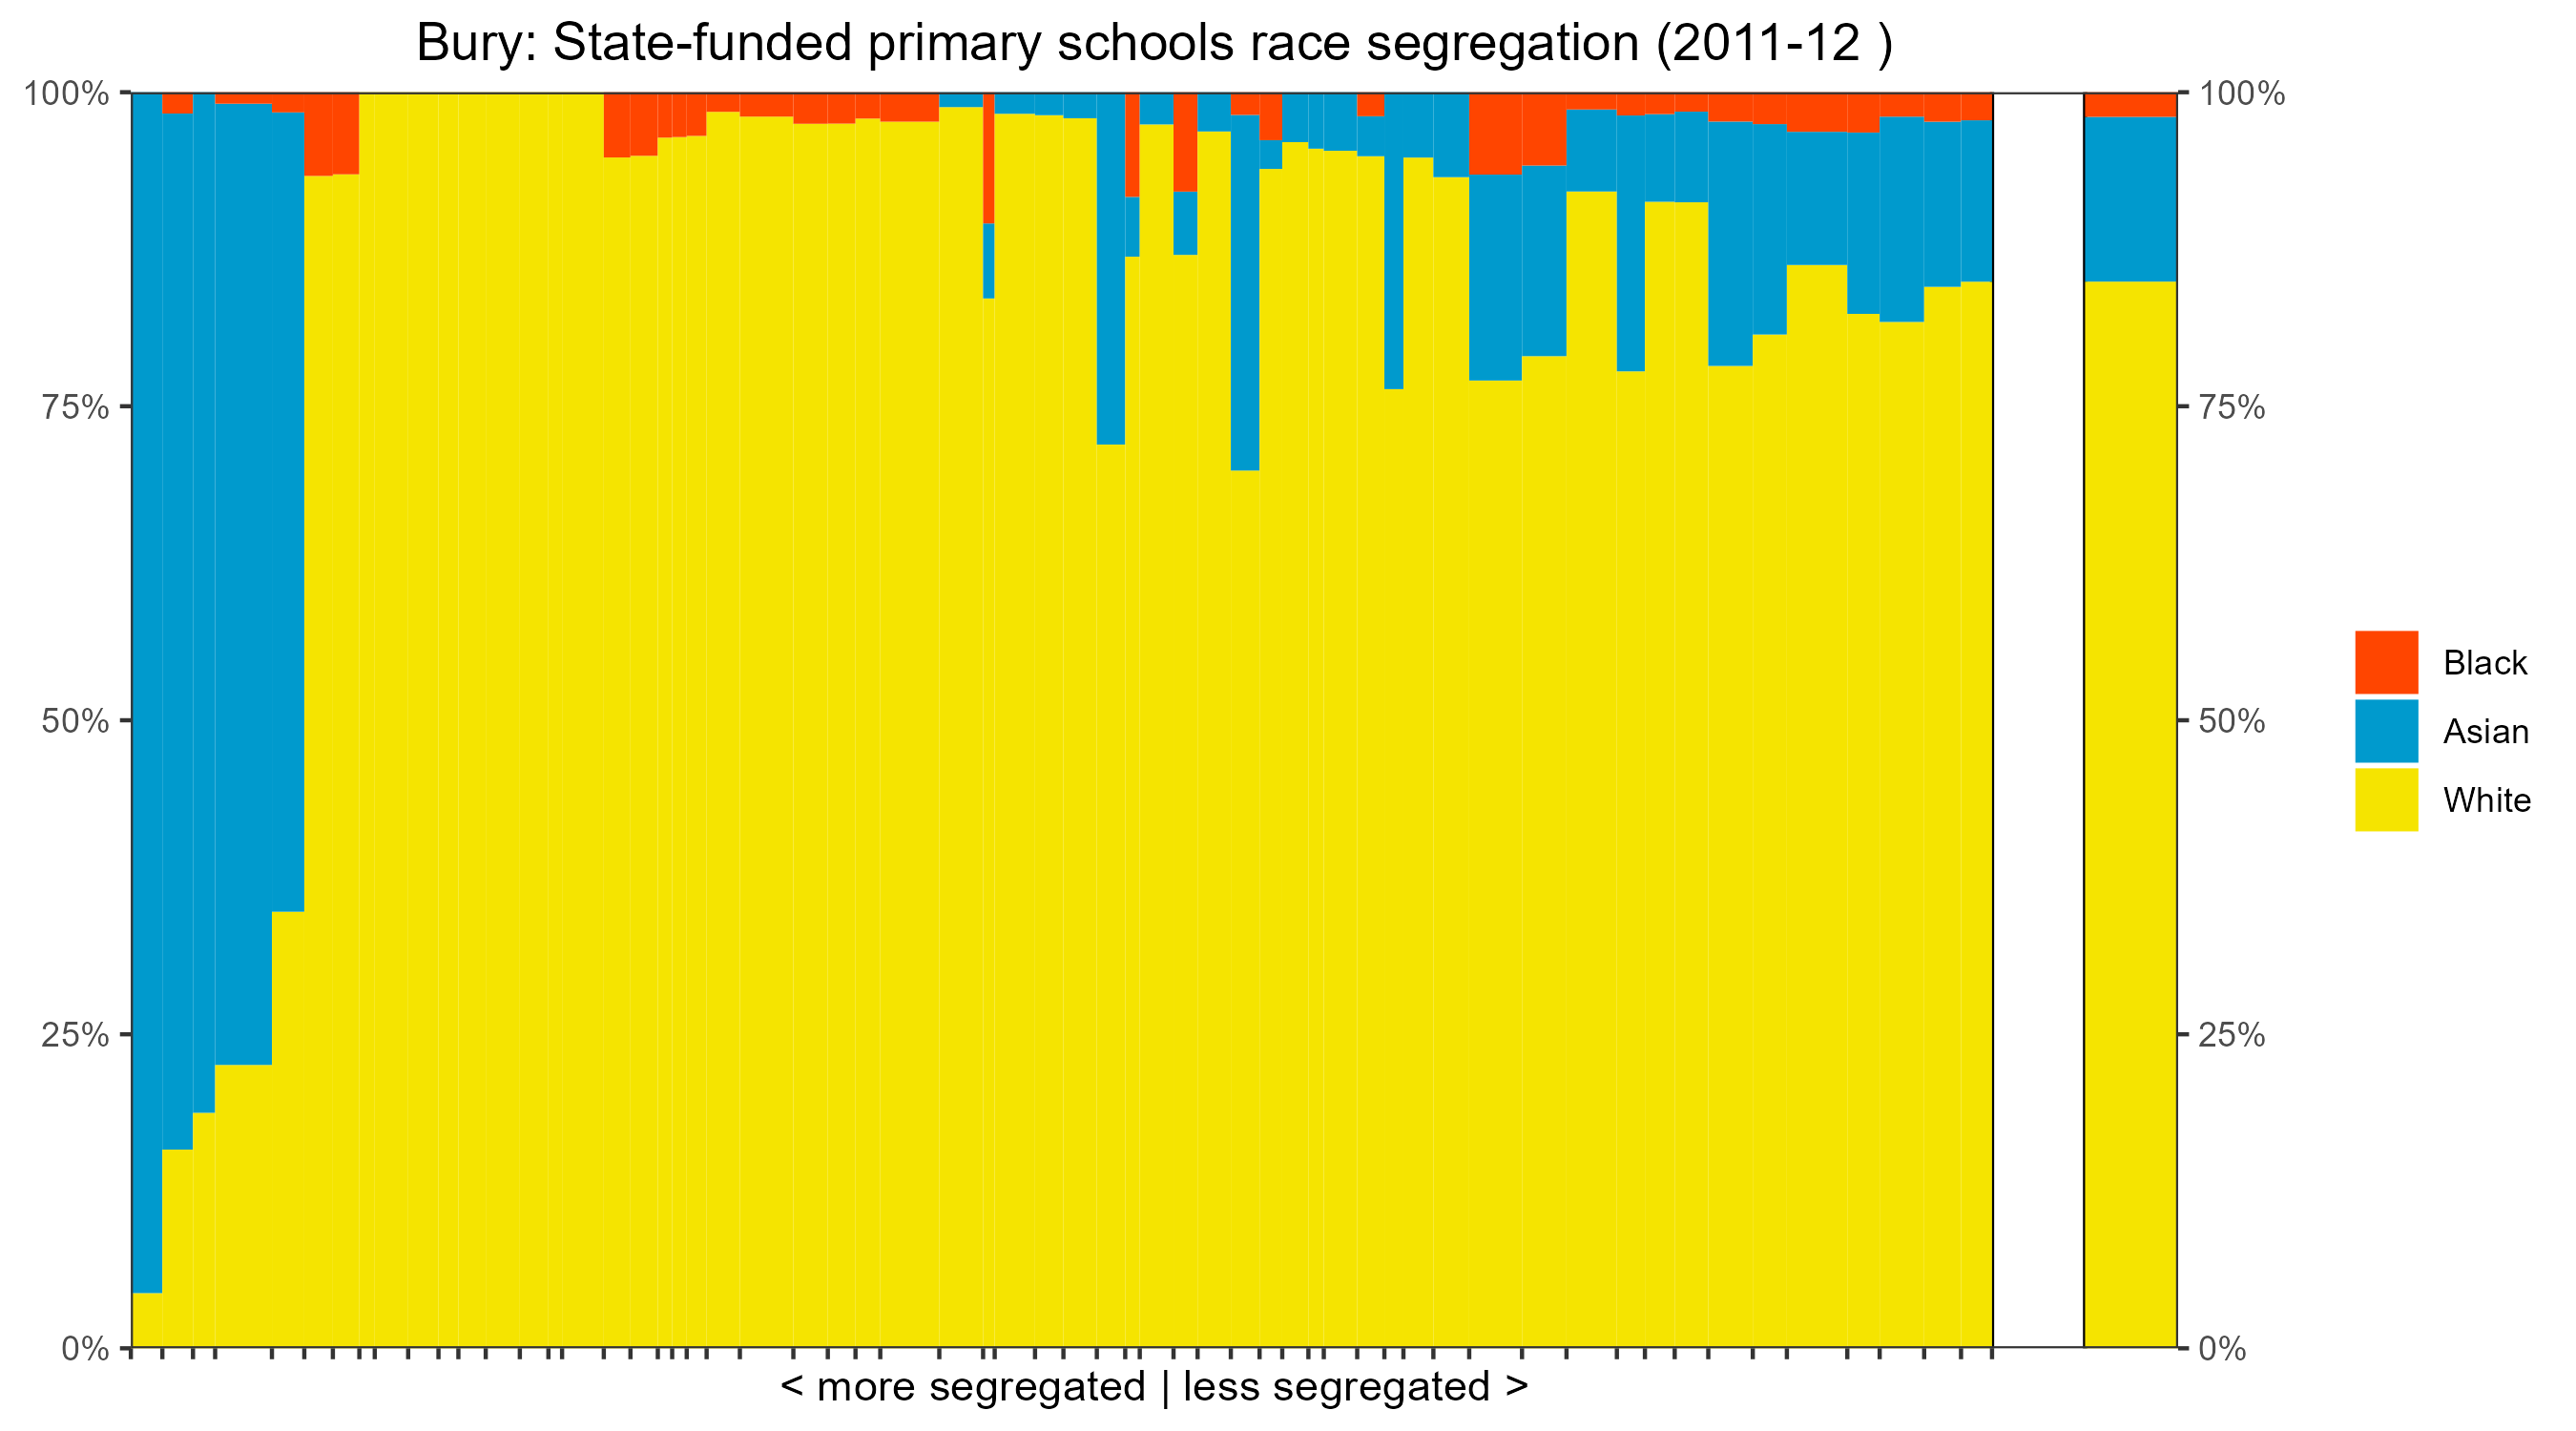 Bury: State-funded primary schools race segregation (2011-12 )
100%
100%
75%
75%
Black
50%
50%
Asian
White
25%
25%
0%
0%
< more segregated | less segregated >